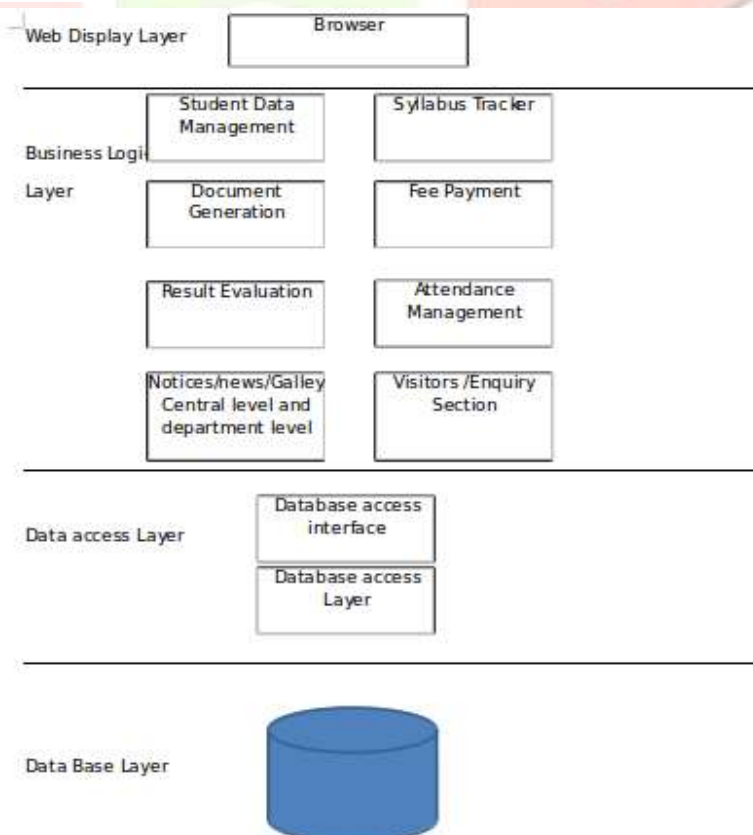 Web Display Layer
Browser
Student Data
Management
Syllabus Tracker
Business Logi
Layer
Document
Generation
Fee Payment
Result Evaluation
Attendance
Management
Notices/news/Galley
Central level and
department level
Visitors /Enquiry
Section
Data access Layer
Database access
interface
Database access
Layer
Data Base Layer